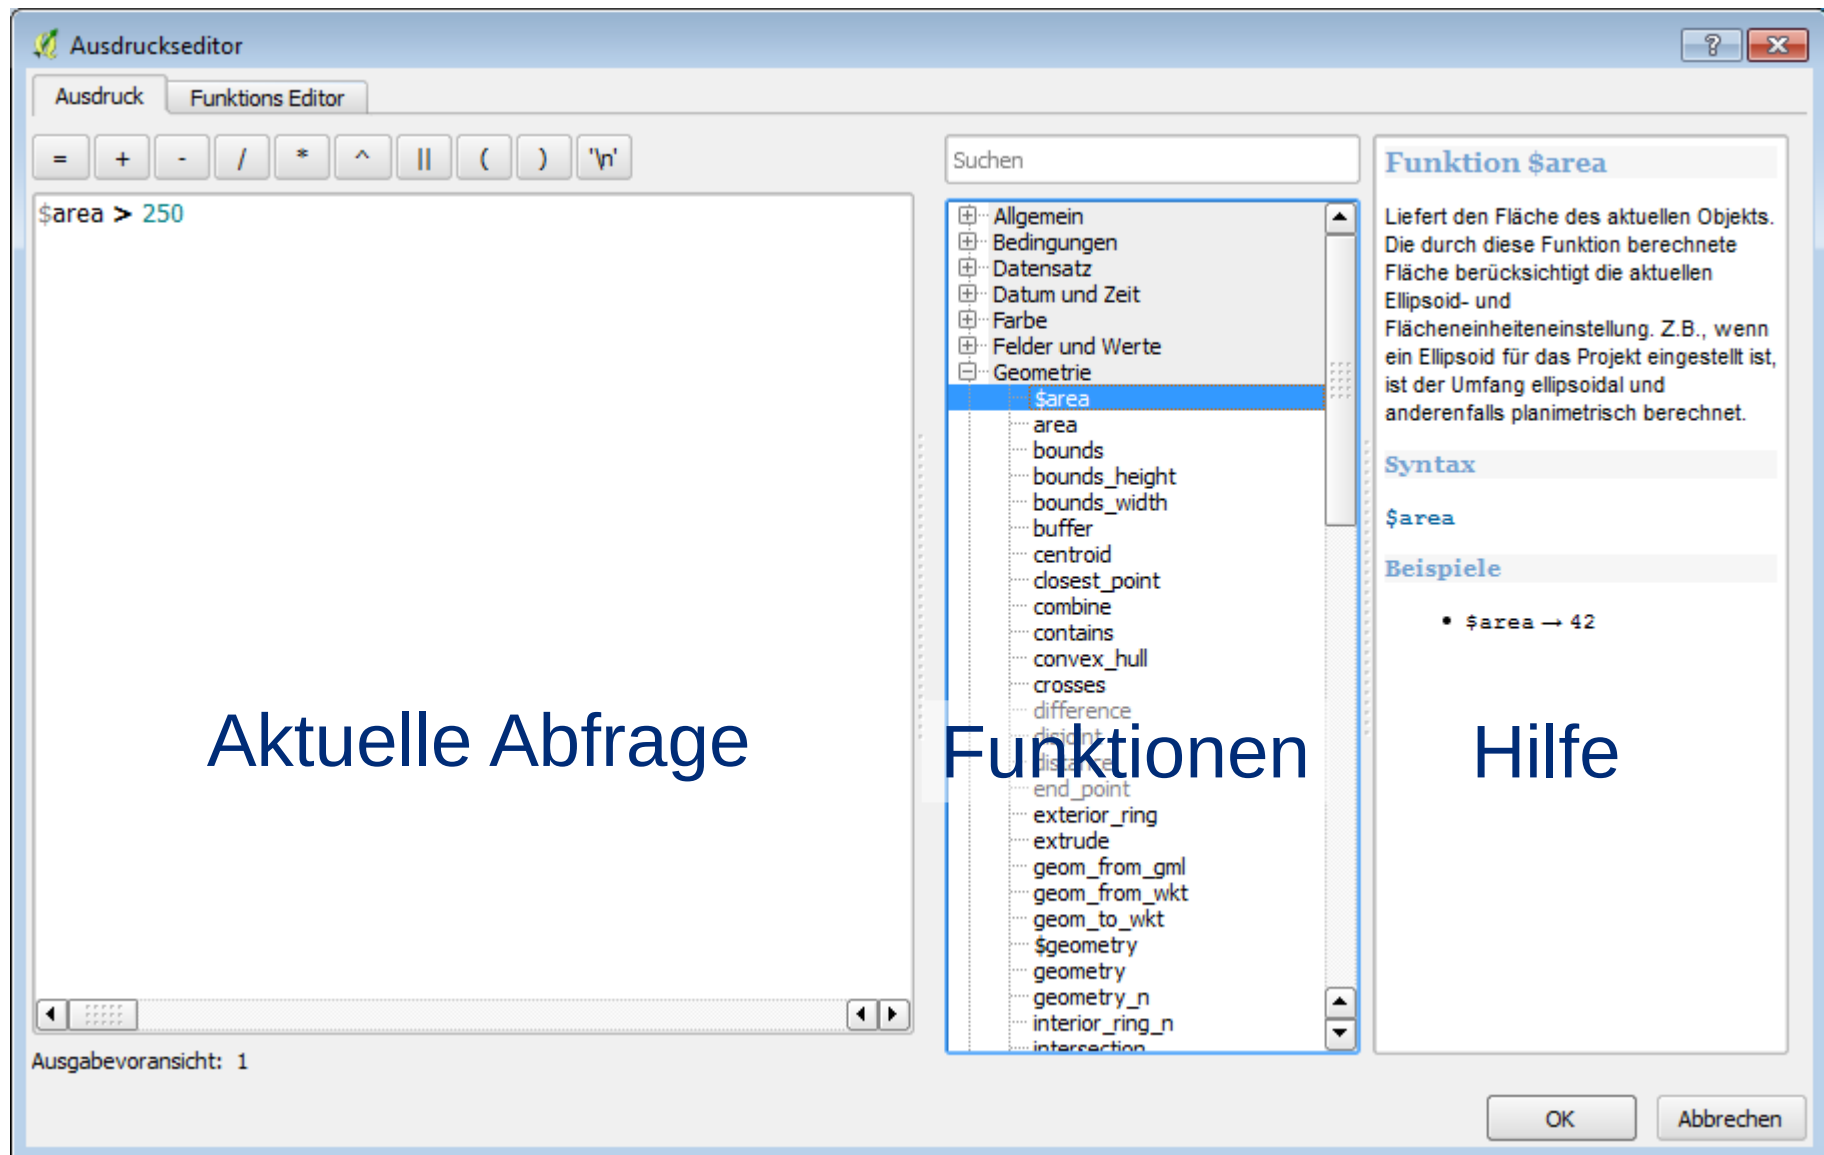 Ausdruckseditor
Ausdruck
Funktions Editor
= + - / * ^ || ( ) '\n'
$area > 250
Aktuelle Abfrage
Ausgabevoransicht: 1
Suchen
Allgemein
Bedingungen
Datensatz
Datum und Zeit
Farbe
Felder und Werte
Geometrie
$area
area
bounds
bounds_height
bounds_width
buffer
centroid
closest_point
combine
contains
convex_hull
crosses
difference
disjoint
distance
end_point
Funktionen
exterior_ring
extrude
geom_from_gml
geom_from_wkt
geom_to_wkt
$geometry
geometry
geometry_n
interior_ring_n
intersection
Funktion $area
Liefert den Fläche des aktuellen Objekts.
Die durch diese Funktion berechnete
Fläche berücksichtigt die aktuellen
Ellipsoid- und
Flächeneinheiteneinstellung. Z.B., wenn
ein Ellipsoid für das Projekt eingestellt ist,
ist der Umfang ellipsoidal und
anderenfalls planimetrisch berechnet.
Syntax
$area
Beispiele
• $area → 42
Hilfe
OK
Abbrechen